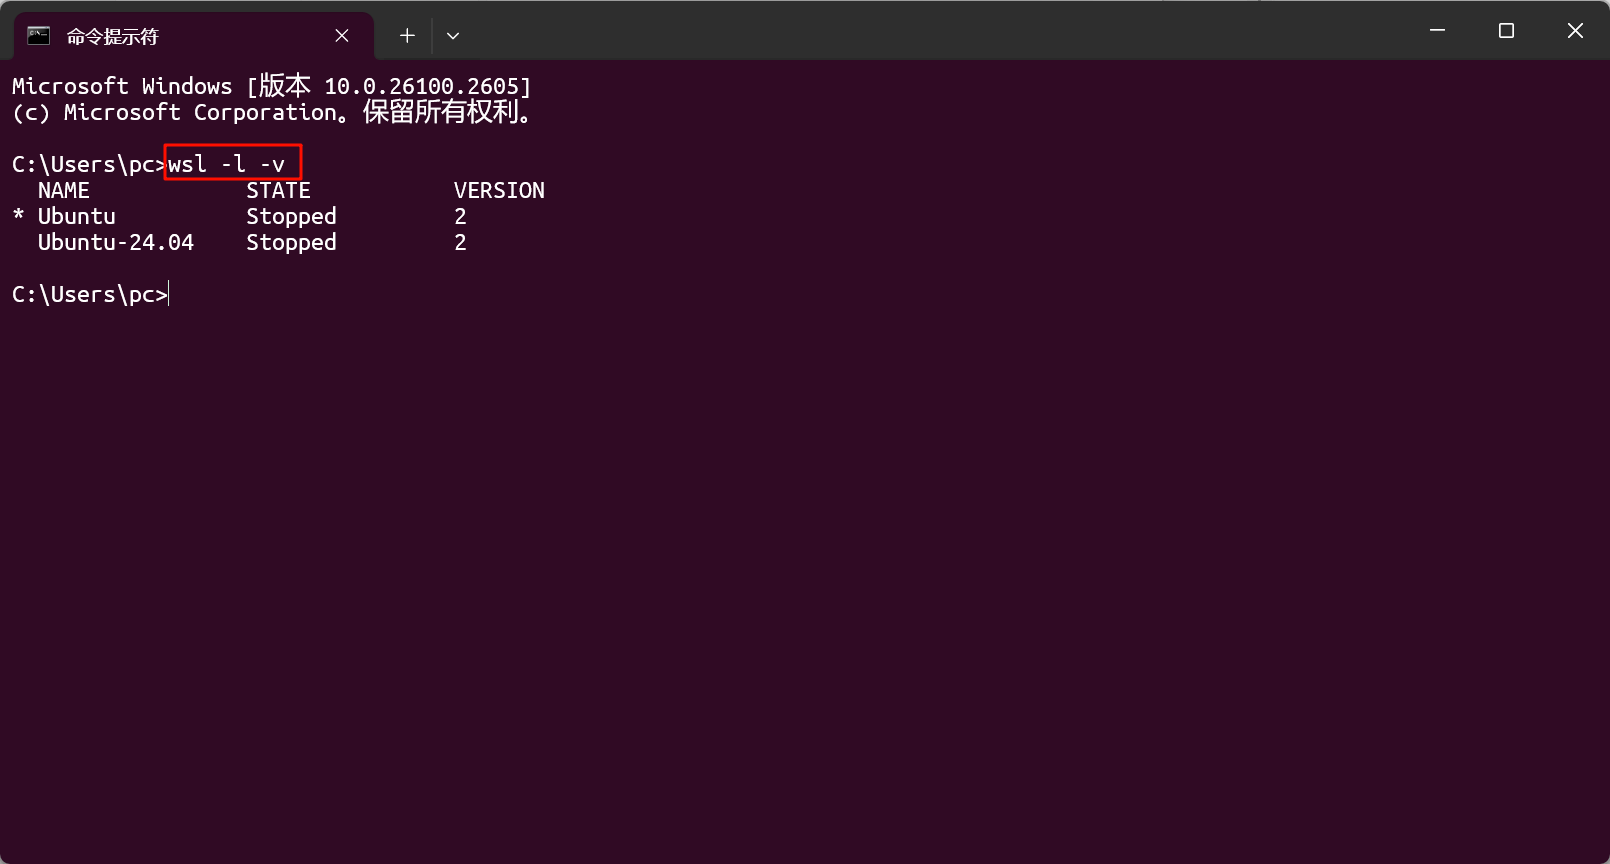 命令提示符
Microsoft Windows [版本 10.0.26100.2605]
(c) Microsoft Corporation。保留所有权利。
C:\Users\pc>wsl -l -v
  NAME            STATE           VERSION
* Ubuntu          Stopped         2
  Ubuntu-24.04    Stopped         2
C:\Users\pc>